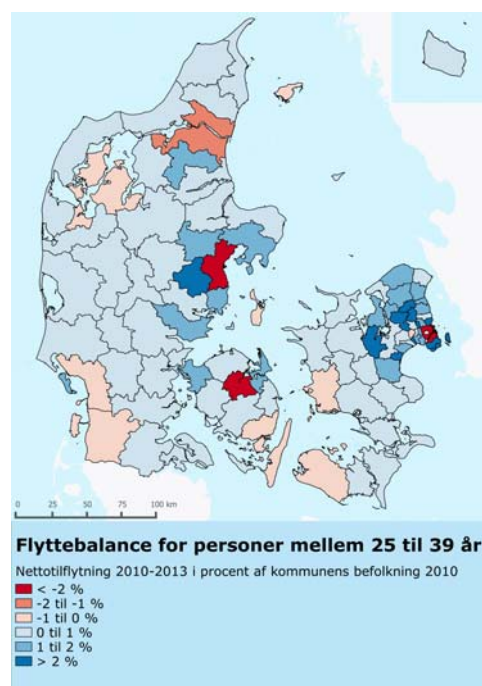 0 25 50 75 100 km
Flyttebalance for personer mellem 25 til 39 år
Nettotilflytning 2010-2013 i procent af kommunens befolkning 2010
< -2 %
-2 til -1 %
-1 til 0 %
0 til 1 %
1 til 2 %
> 2 %